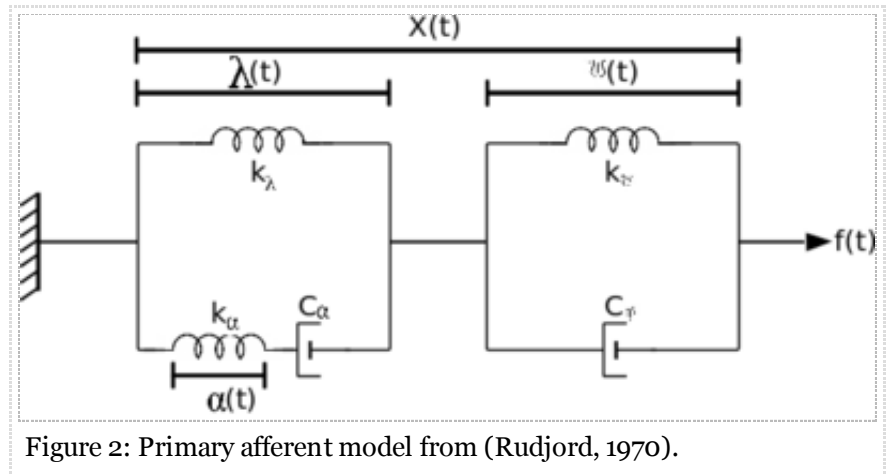 X(t)
λ(t)
(t)
k_λ
k
f(t)
k_α
C_α
C
α(t)
Figure 2: Primary afferent model from (Rudjord, 1970).